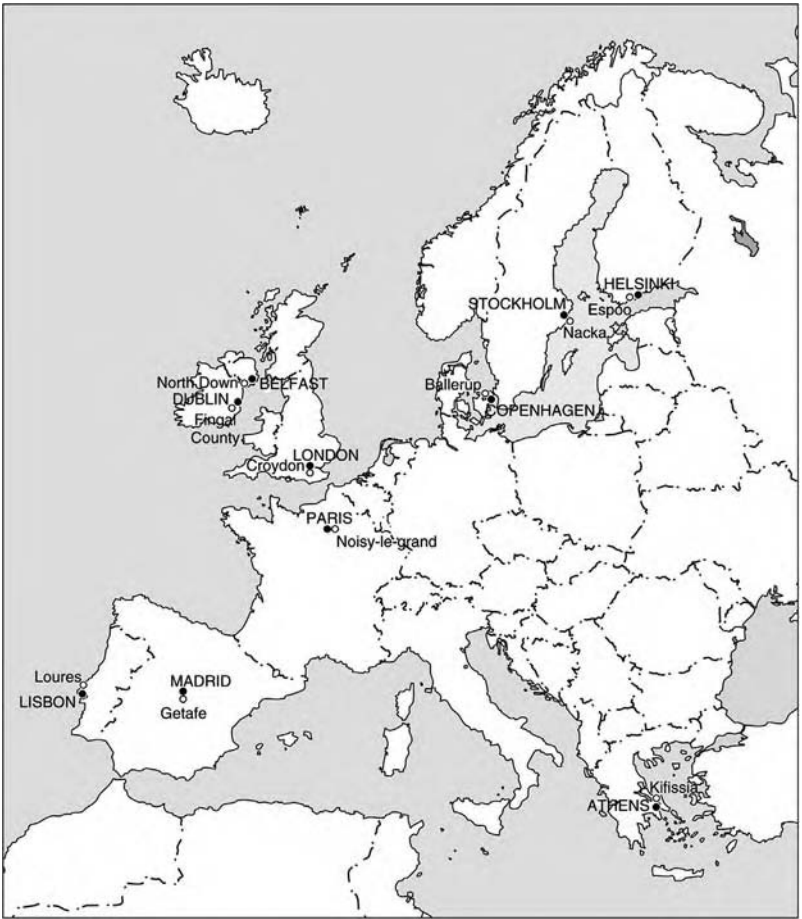 HELSINKI
STOCKHOLM
Espoo
Nacka
North Down
BELFAST
Ballerup
DUBLIN
COPENHAGEN
Fingal
County
LONDON
Croydon
PARIS
Noisy-le-grand
Loures
MADRID
LISBON
Getafe
Kifissia
ATHENS